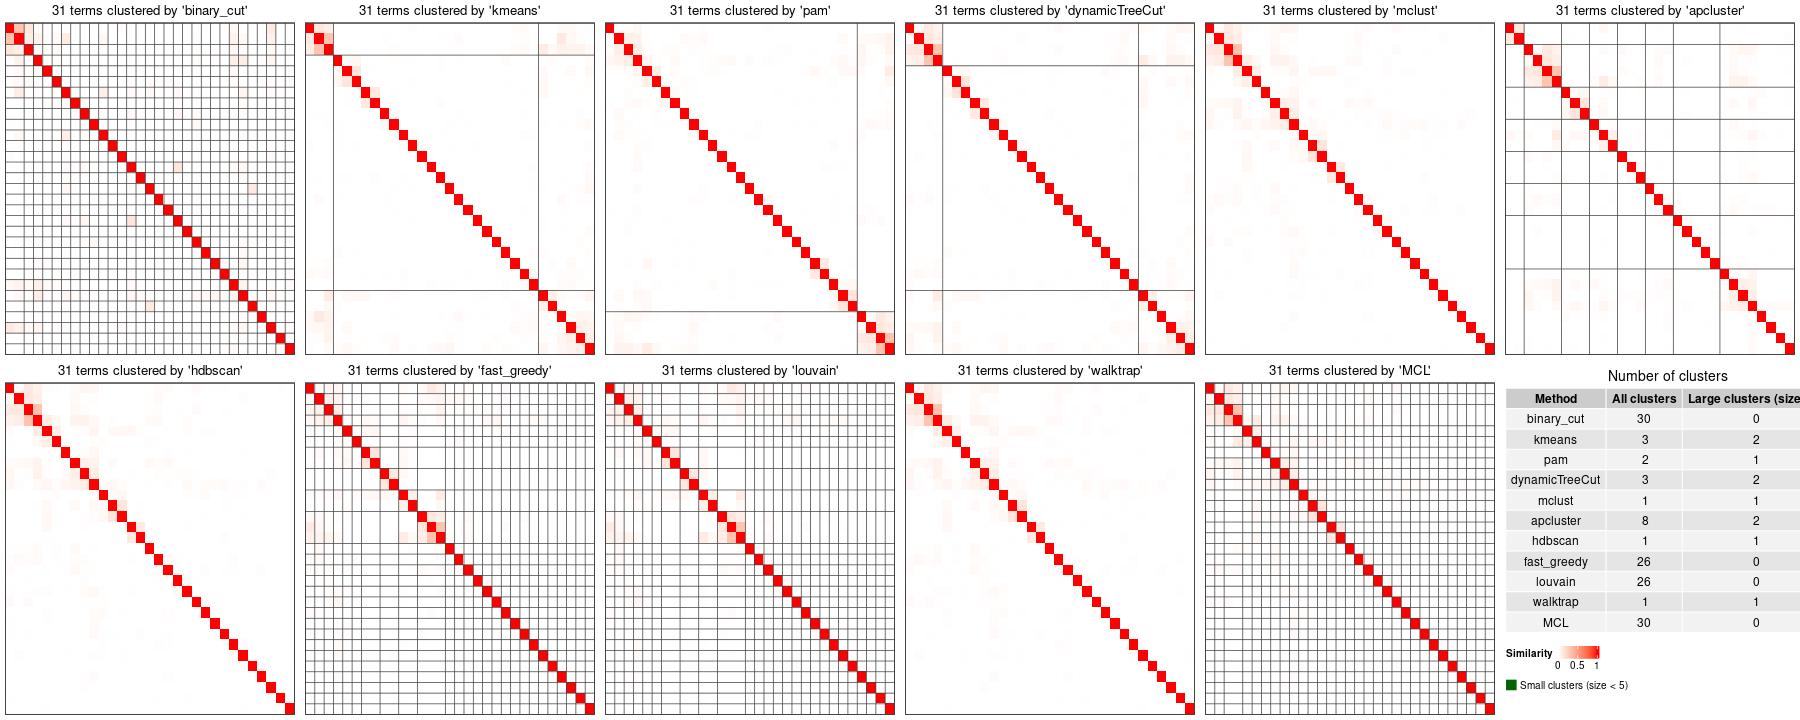 31 terms clustered by 'binary_cut'
31 terms clustered by 'kmeans'
31 terms clustered by 'pam'
31 terms clustered by 'dynamicTreeCut'
31 terms clustered by 'mclust'
31 terms clustered by 'apcluster'
31 terms clustered by 'hdbscan'
31 terms clustered by 'fast_greedy'
31 terms clustered by 'louvain'
31 terms clustered by 'walktrap'
31 terms clustered by 'MCL'
Number of clusters
Method All clusters Large clusters (size
binary_cut 30 0
kmeans 3 2
pam 2 1
dynamicTreeCut 3 2
mclust 1 1
apcluster 8 2
hdbscan 1 1
fast_greedy 26 0
louvain 26 0
walktrap 1 1
MCL 30 0
Similarity
0 0.5 1
Small clusters (size < 5)